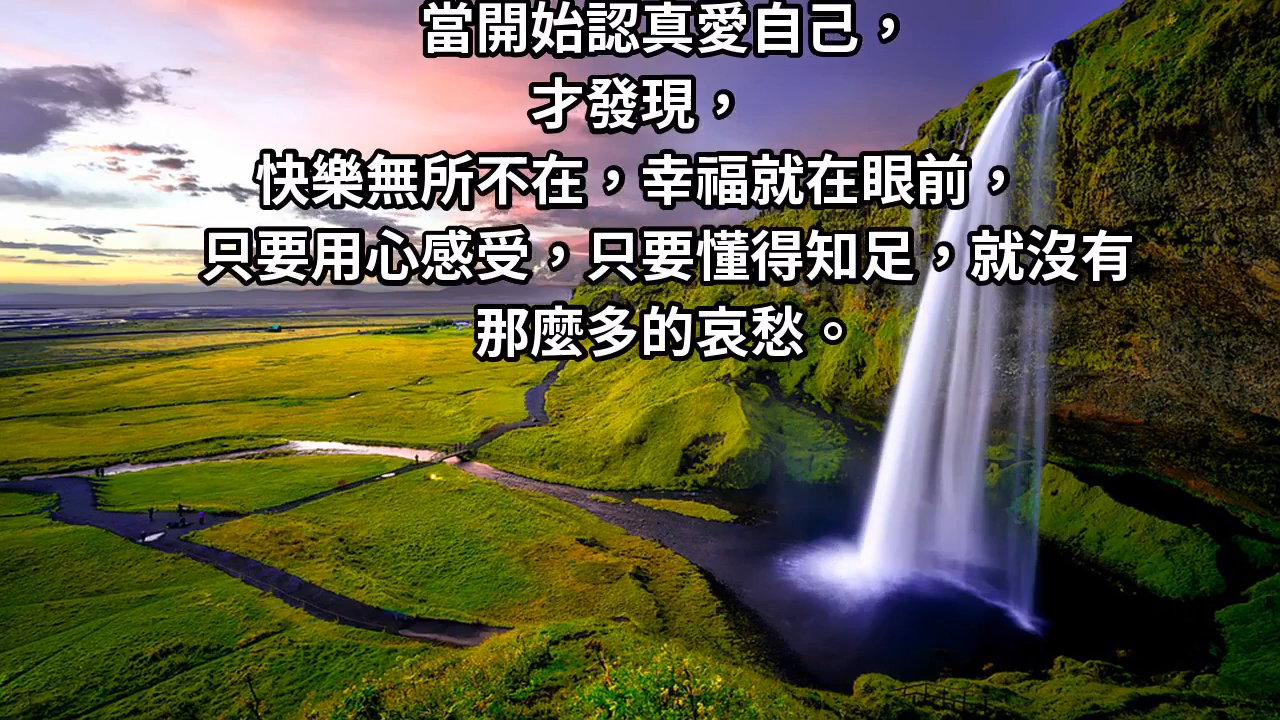 當開始認真愛自己，
才發現，
快樂無所不在，幸福就在眼前，
只要用心感受，只要懂得知足，就沒有
那麼多的哀愁。